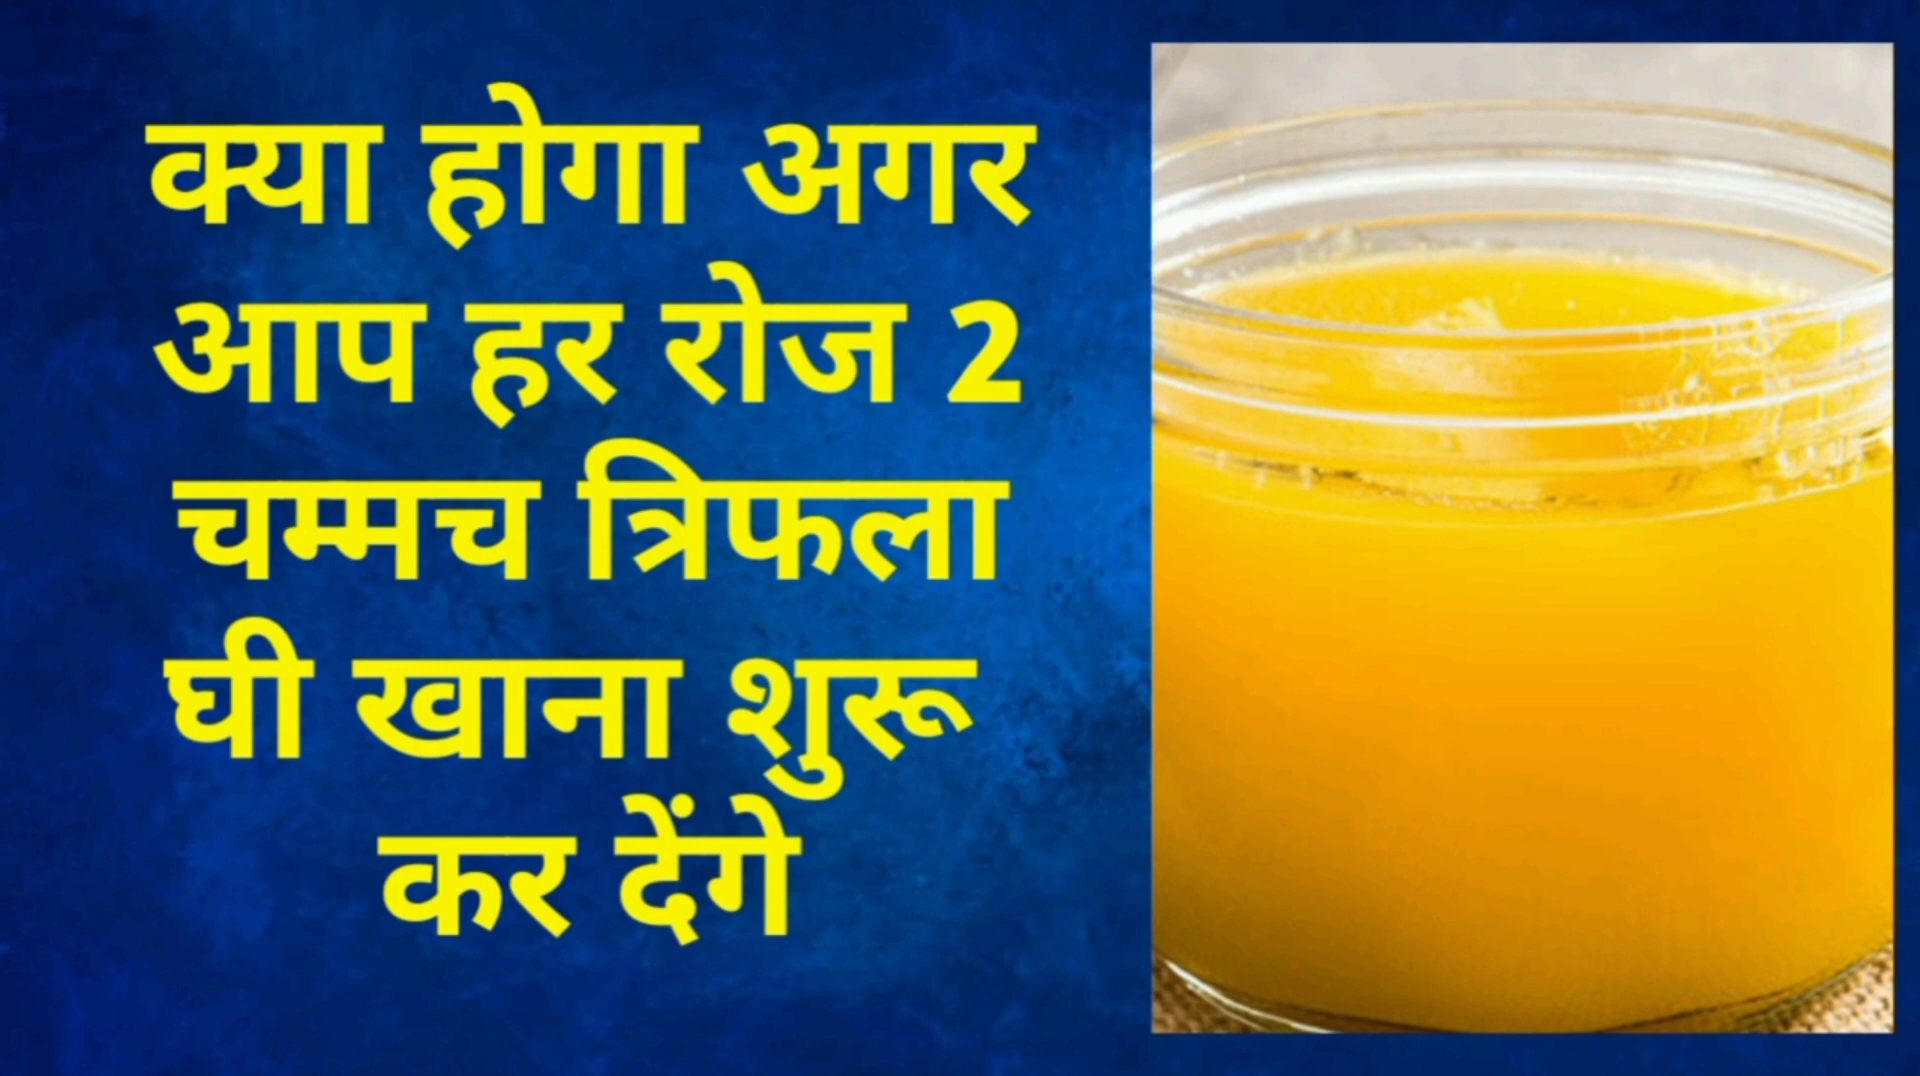 क्या होगा अगर
आप हर रोज 2
चम्मच त्रिफला
घी खाना शुरू
कर देंगे